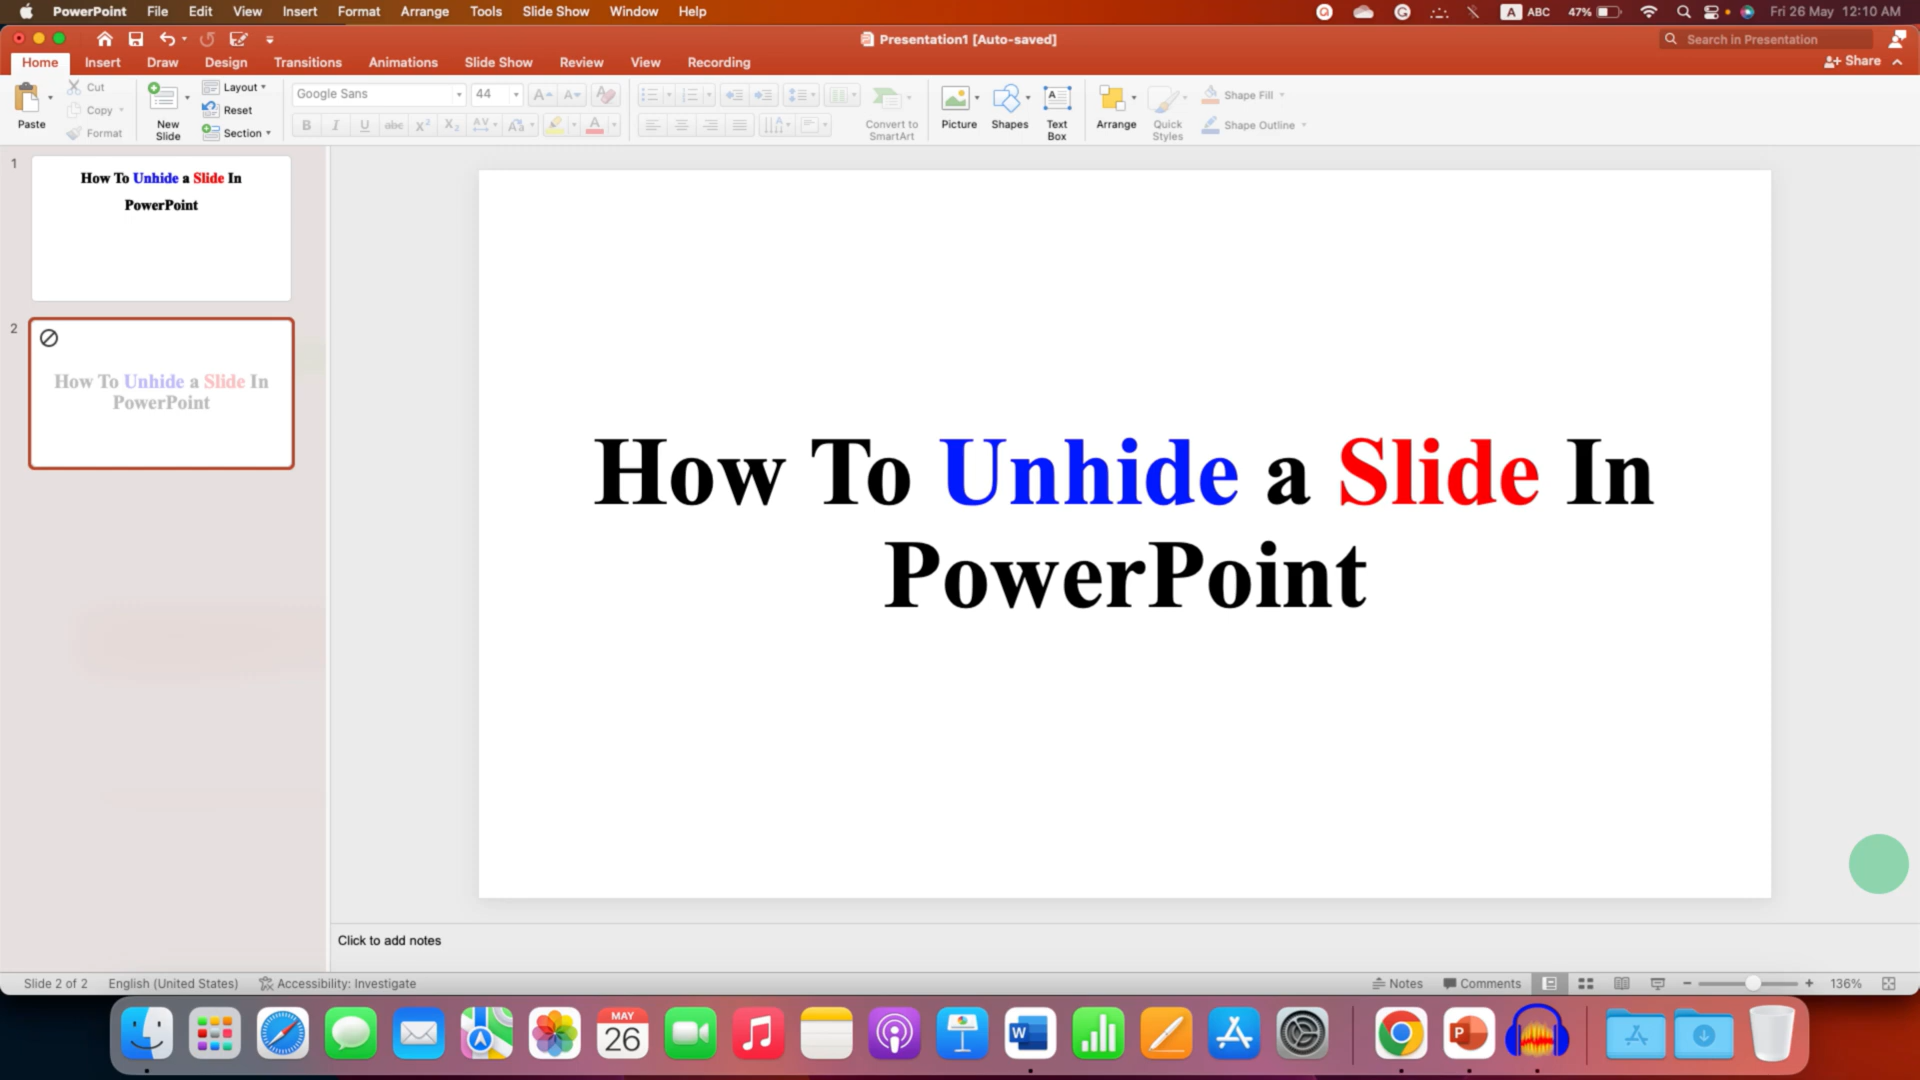 PowerPoint File Edit View Insert Format Arrange Tools Slide Show Window Help A ABC 47% Fri 26 May 12:10 AM
Presentation1 [Auto-saved] Search in Presentation
Home Insert Draw Design Transitions Animations Slide Show Review View Recording Share
Paste
Cut
Copy
Format
New
Slide
Layout
Reset
Section
Google Sans 44
B I U abc X² X₂ AV Aa A
Convert to
SmartArt
Picture
Shapes
Text
Box
Arrange
Quick
Styles
Shape Fill
Shape Outline
1
How To Unhide a Slide In
PowerPoint
2
How To Unhide a Slide In
PowerPoint
How To Unhide a Slide In
PowerPoint
Click to add notes
Slide 2 of 2 English (United States) Accessibility: Investigate Notes Comments 136%
MAY
26
W
P